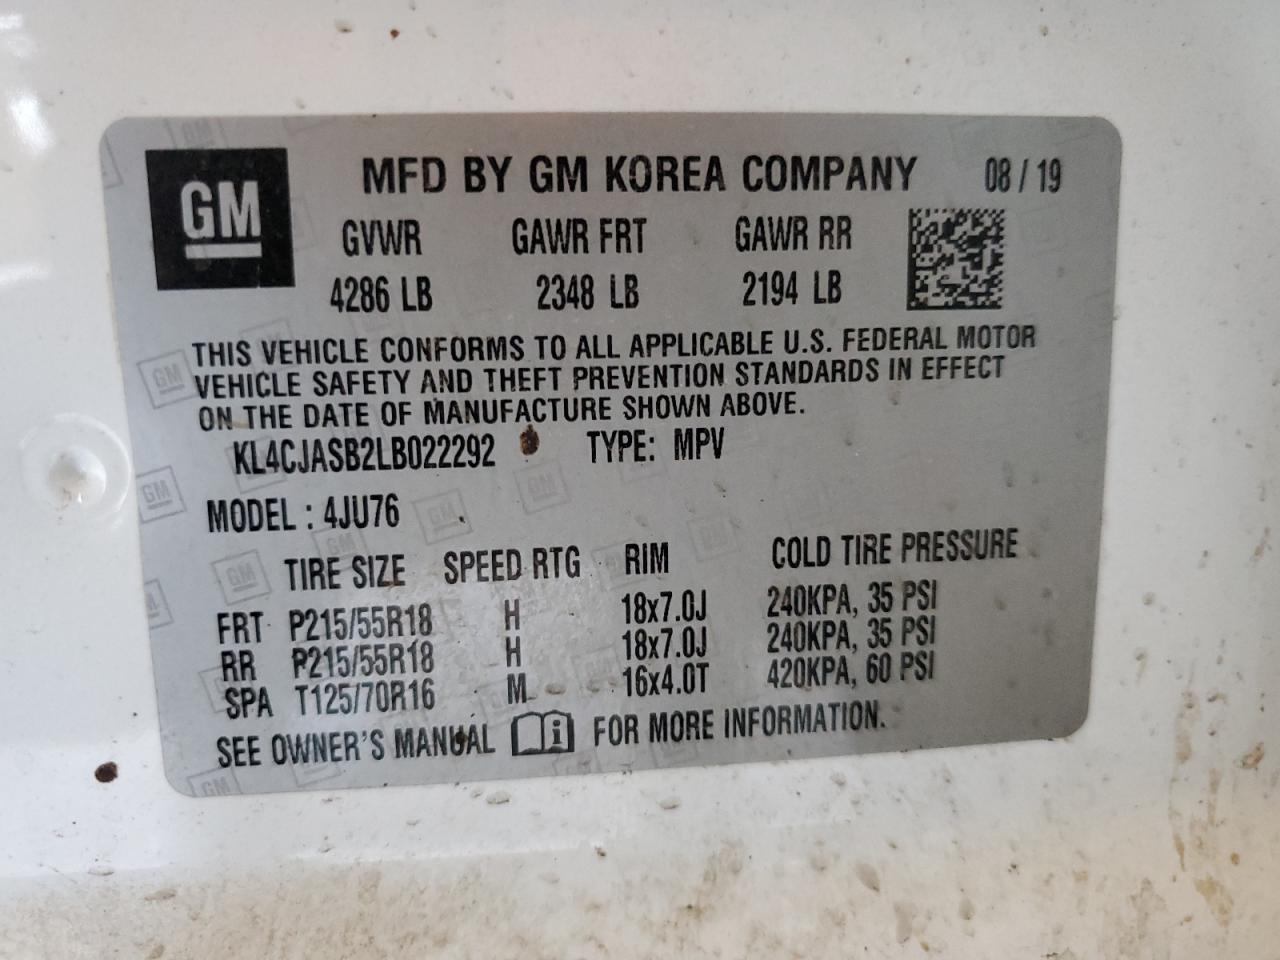 GM
MFD BY GM KOREA COMPANY 08 / 19
GVWR GAWR FRT GAWR RR
4286 LB 2348 LB 2194 LB
THIS VEHICLE CONFORMS TO ALL APPLICABLE U.S. FEDERAL MOTOR
VEHICLE SAFETY AND THEFT PREVENTION STANDARDS IN EFFECT
ON THE DATE OF MANUFACTURE SHOWN ABOVE.
KL4CJASB2LB022292 TYPE: MPV
MODEL : 4JU76
TIRE SIZE SPEED RTG RIM COLD TIRE PRESSURE
FRT P215/55R18 H 18x7.0J 240KPA, 35 PSI
RR P215/55R18 H 18x7.0J 240KPA, 35 PSI
SPA T125/70R16 M 16x4.0T 420KPA, 60 PSI
SEE OWNER'S MANUAL i FOR MORE INFORMATION.